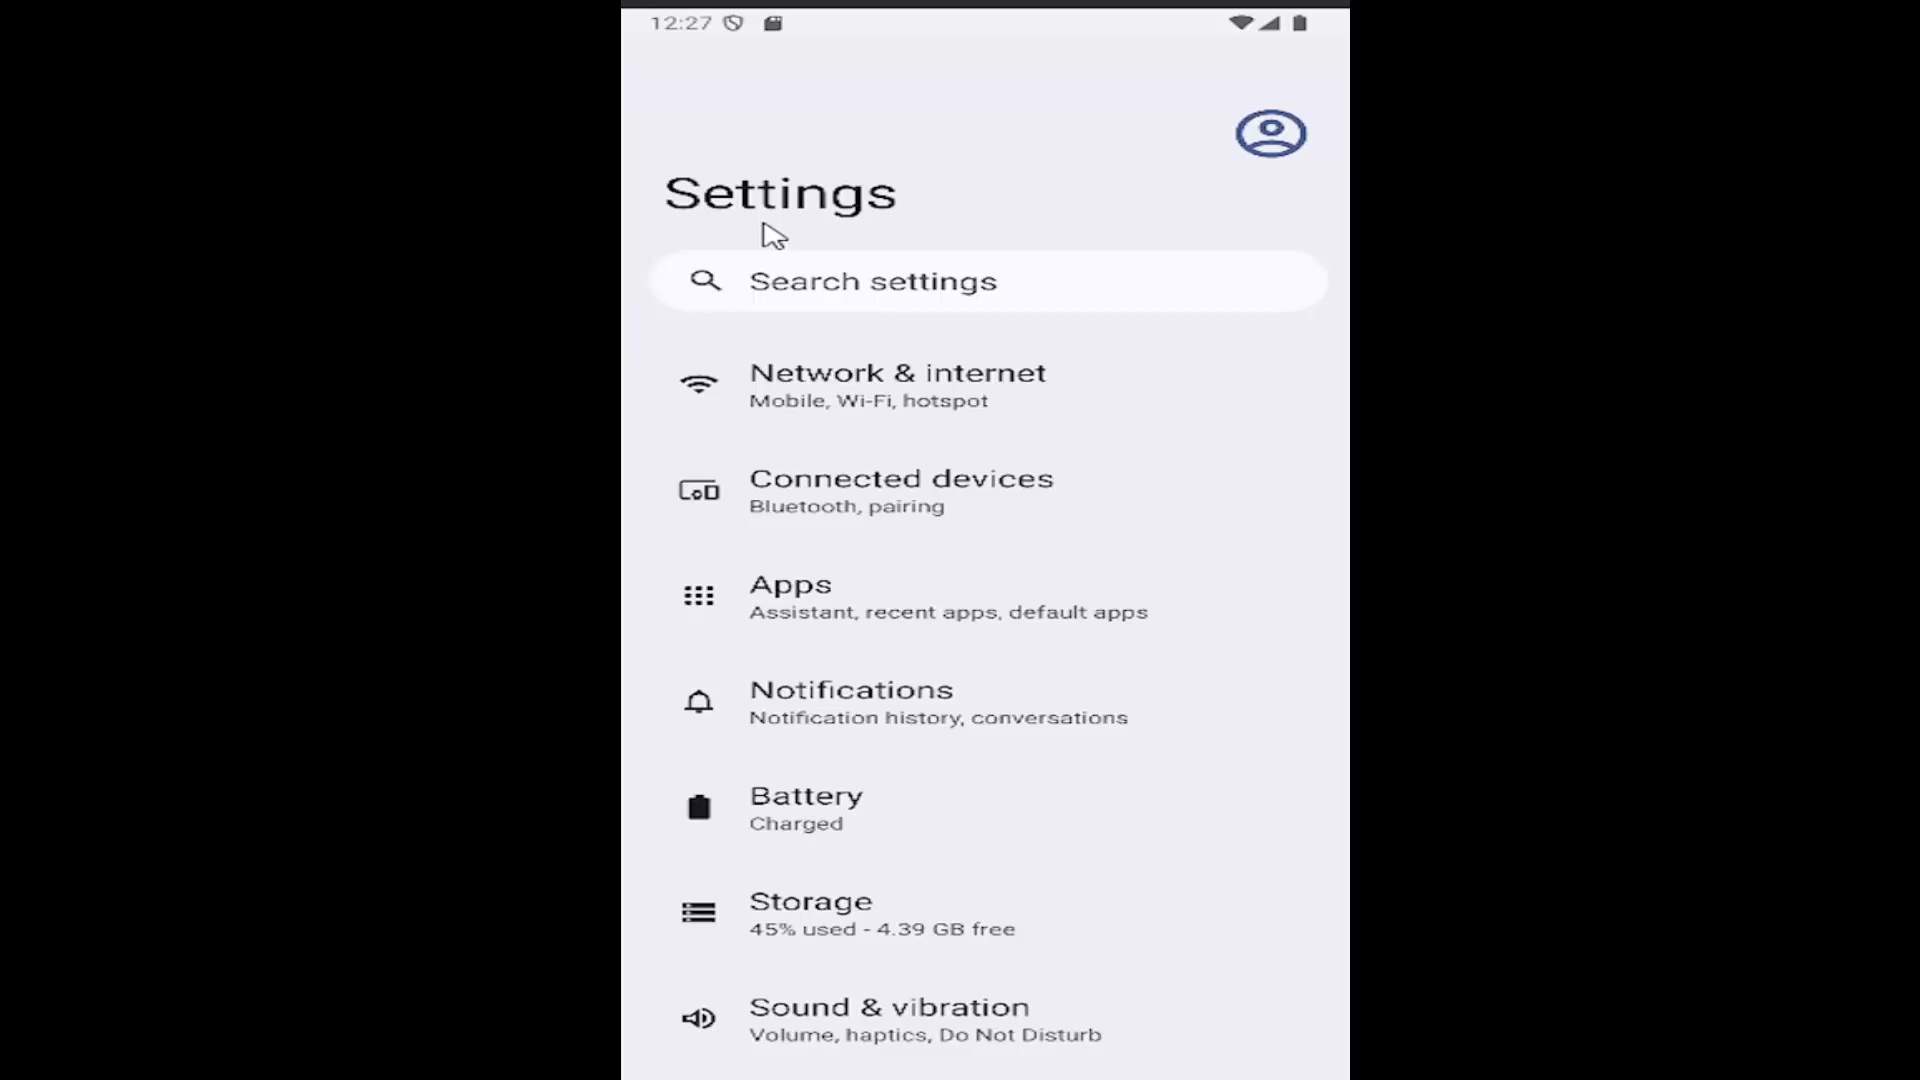 12:27
Settings
Search settings
Network & internet
Mobile, Wi-Fi, hotspot
Connected devices
Bluetooth, pairing
Apps
Assistant, recent apps, default apps
Notifications
Notification history, conversations
Battery
Charged
Storage
45% used - 4.39 GB free
Sound & vibration
Volume, haptics, Do Not Disturb